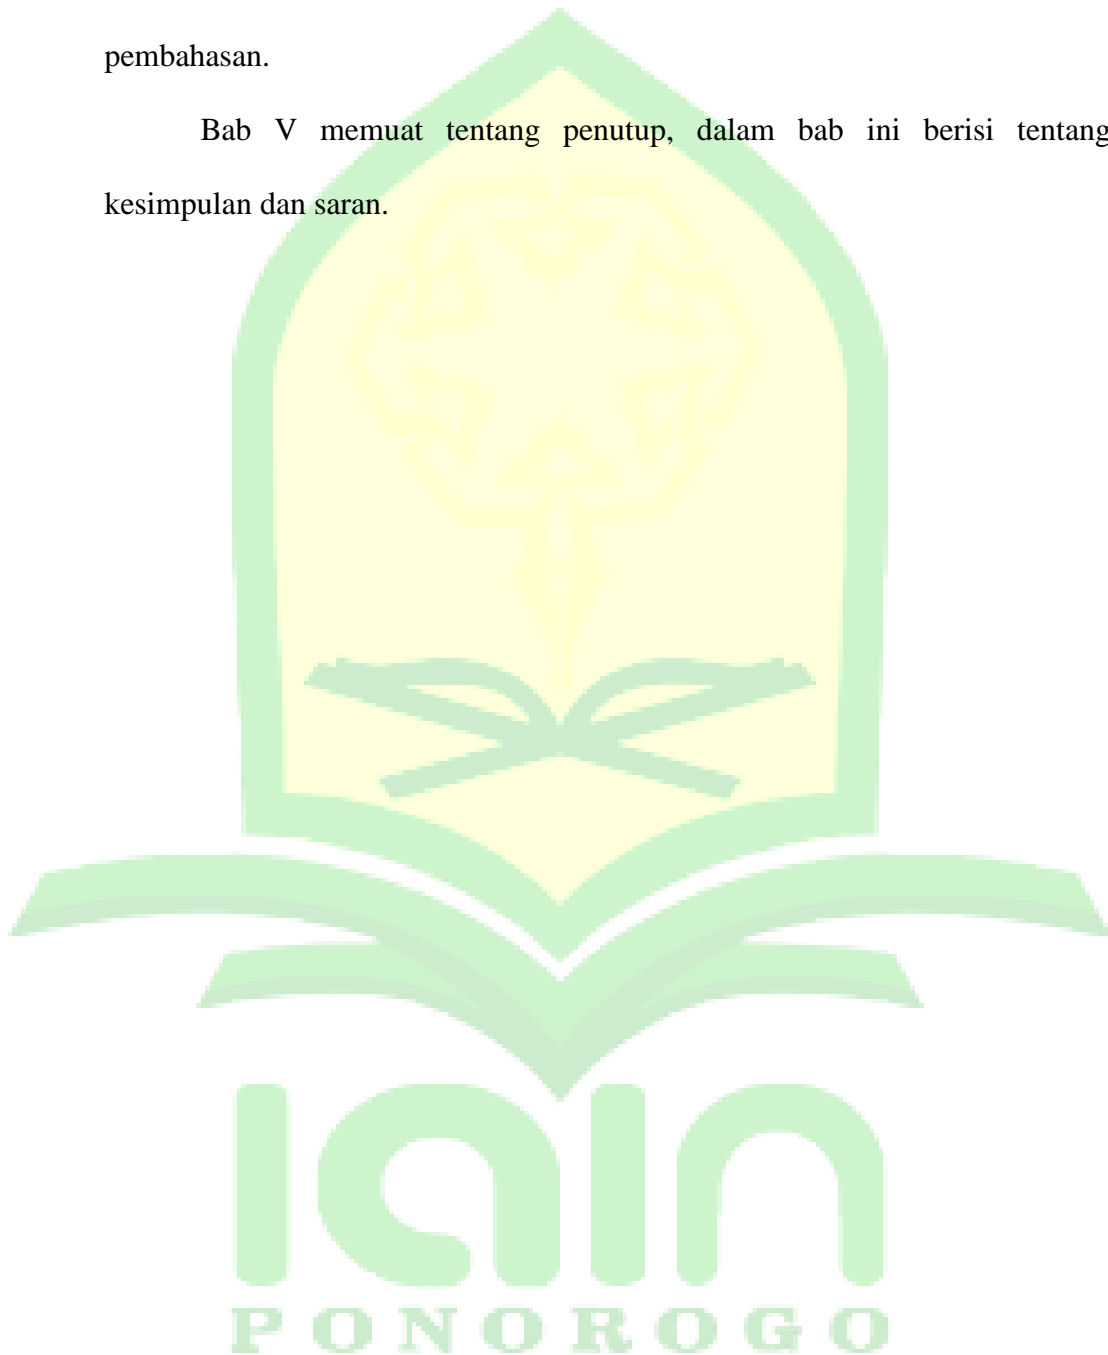 pembahasan.
Bab V memuat tentang penutup, dalam bab ini berisi tentang
kesimpulan dan saran.
iain
PONOROGO